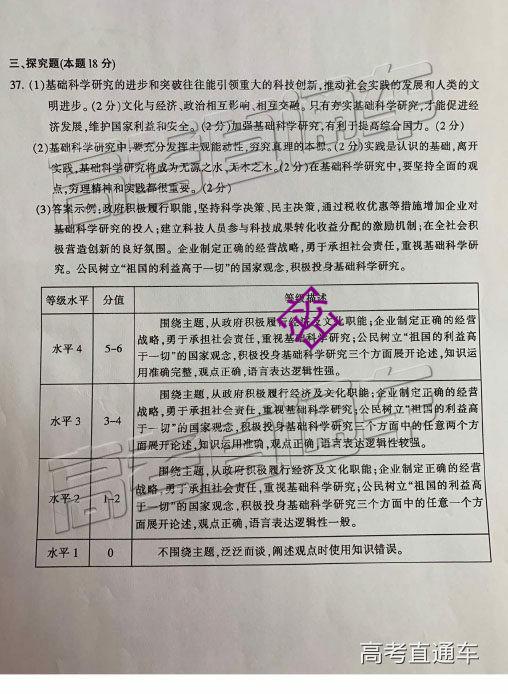 三、探究题(本题18分)
37.(1)基础科学研究的进步和突破往往能引领重大的科技创新,推动社会实践的发展和人类的文
明进步。(2分)文化与经济、政治相互影响、相互交融。只有夯实基础科学研究,才能促进经
济发展,维护国家利益和安全。(2分)加强基础科学研究,有利于提高综合国力。(2分)
(2)基础科学研究中,要充分发挥主观能动性,穷究真理的本源。(2分)实践是认识的基础,离开
实践,基础科学研究将成为无源之水,无本之木。(2分)在基础科学研究中,要坚持全面的观
点,穷理精神和实践都很重要。(2分)
(3)答案示例:政府积极履行职能,坚持科学决策、民主决策,通过税收优惠等措施增加企业对
基础科学研究的投入;建立科技人员参与科技成果转化收益分配的激励机制;在全社会积
极营造创新的良好氛围。企业制定正确的经营战略,勇于承担社会责任,重视基础科学研
究。公民树立“祖国的利益高于一切”的国家观念,积极投身基础科学研究。
等级水平 分值 等级描述
围绕主题,从政府积极履行经济及文化职能;企业制定正确的经营
战略,勇于承担社会责任,重视基础科学研究;公民树立“祖国的利益高
水平4 5-6
于一切”的国家观念,积极投身基础科学研究三个方面展开论述,知识运
用准确完整,观点正确,语言表达逻辑性强。
围绕主题,从政府积极履行经济及文化职能;企业制定正确的经营
战略,勇于承担社会责任,重视基础科学研究;公民树立“祖国的利益高
水平3 3-4
于一切”的国家观念,积极投身基础科学研究三个方面中的任意两个方
面展开论述,知识运用准确,观点正确,语言表达逻辑性较强。
围绕主题,从政府积极履行经济及文化职能;企业制定正确的经营
战略,勇于承担社会责任,重视基础科学研究;公民树立“祖国的利益高
水平2 1-2
于一切”的国家观念,积极投身基础科学研究三个方面中的任意一个方
面展开论述,观点正确,语言表达逻辑性一般。
水平1 0 不围绕主题,泛泛而谈,阐述观点时使用知识错误。
高考直通车
高考直通车
密
高考直通车